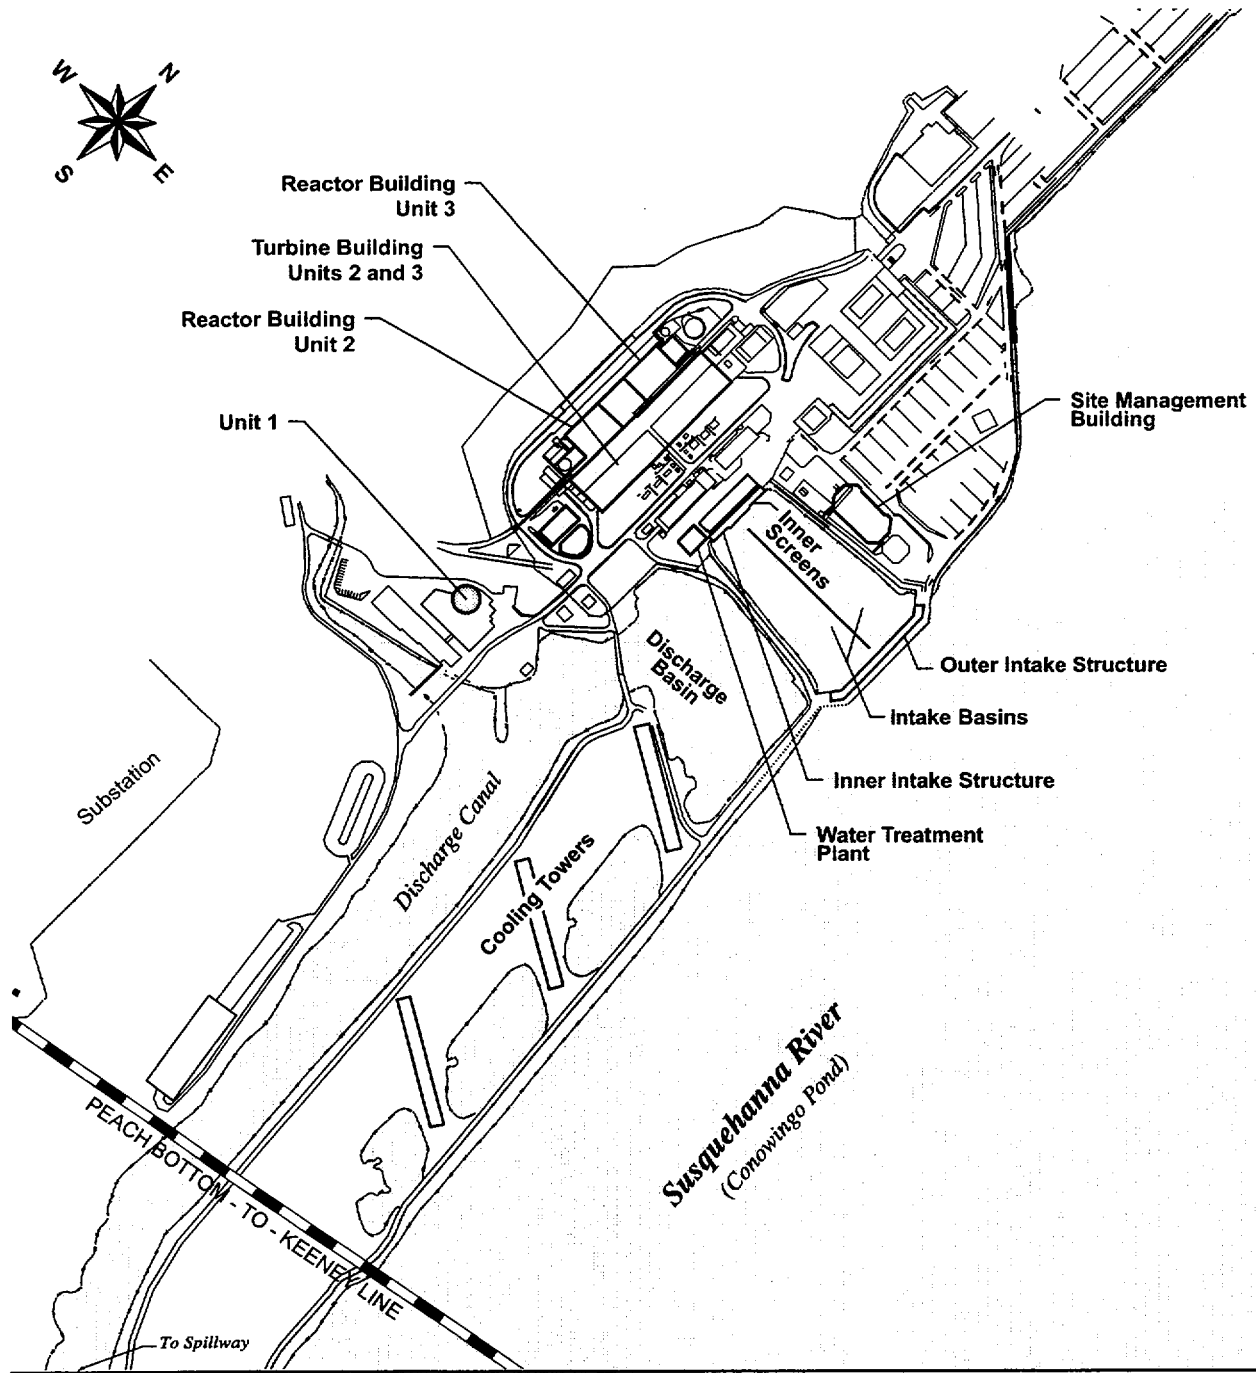 W
N
S
E
Reactor Building
Unit 3
Turbine Building
Units 2 and 3
Reactor Building
Unit 2
Unit 1
Site Management
Building
Inner
Screens
Discharge
Basin
Outer Intake Structure
Intake Basins
Inner Intake Structure
Water Treatment
Plant
Substation
Discharge Canal
Cooling Towers
Susquehanna River
(Conowingo Pond)
PEACH BOTTOM - TO - KEENEY LINE
To Spillway